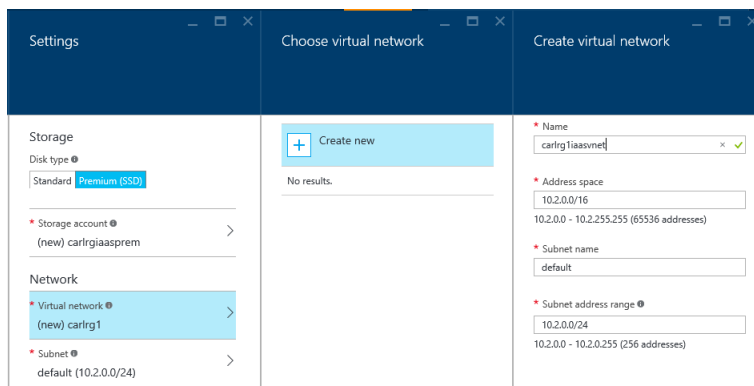 Settings
Storage
Disk type
Standard Premium (SSD)
* Storage account
(new) carlrgiaasprem
Network
* Virtual network
(new) carlrg1
* Subnet
default (10.2.0.0/24)
Choose virtual network
Create new
No results.
Create virtual network
* Name
carlrg1iaasvnet
* Address space
10.2.0.0/16
10.2.0.0 - 10.2.255.255 (65536 addresses)
* Subnet name
default
* Subnet address range
10.2.0.0/24
10.2.0.0 - 10.2.0.255 (256 addresses)